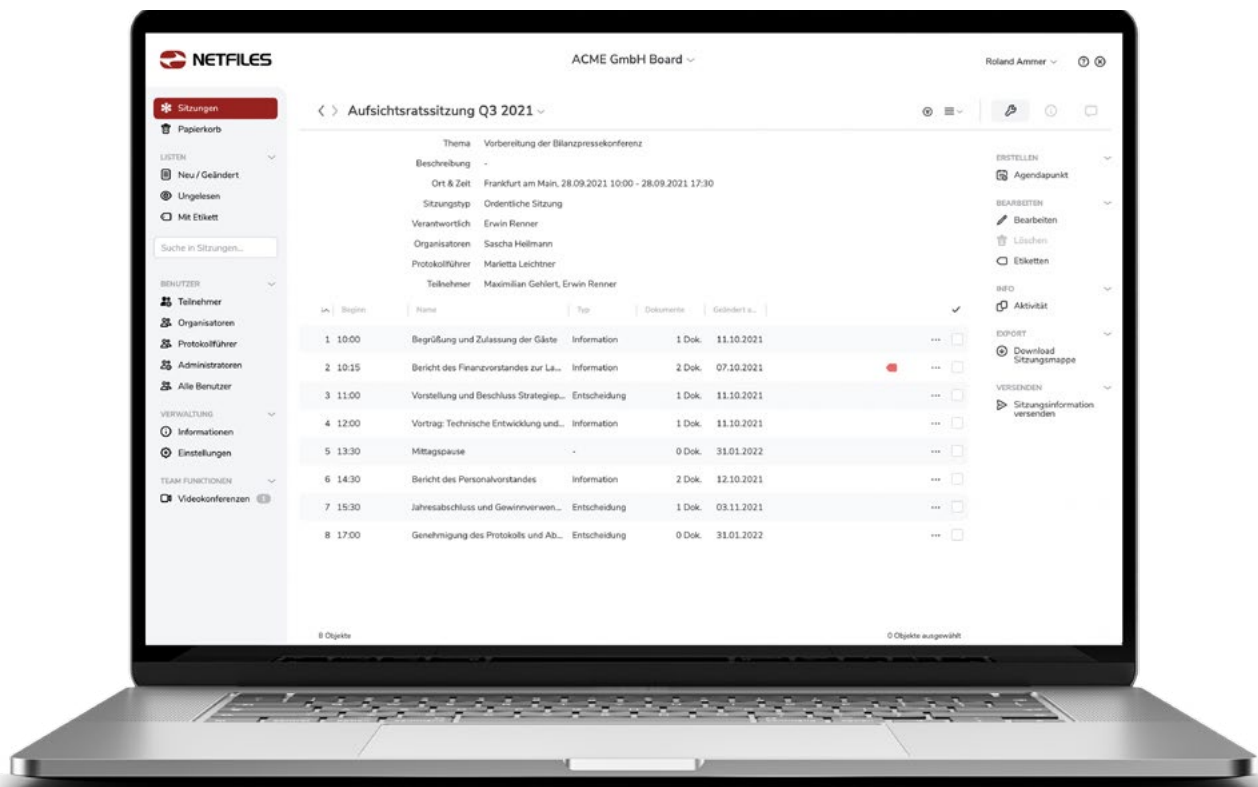 NETFILES
ACME GmbH Board
Roland Ammer
Sitzungen
Papierkorb
LISTEN
Neu / Geändert
Ungelesen
Mit Etikett
Suche in Sitzungen...
BENUTZER
Teilnehmer
Organisatoren
Protokollführer
Administratoren
Alle Benutzer
VERWALTUNG
Informationen
Einstellungen
TEAM FUNKTIONEN
Videokonferenzen
Aufsichtsratssitzung Q3 2021
Thema Vorbereitung der Bilanzpressekonferenz
Beschreibung -
Ort & Zeit Frankfurt am Main, 28.09.2021 10:00 - 28.09.2021 17:30
Sitzungstyp Ordentliche Sitzung
Verantwortlich Erwin Renner
Organisatoren Sascha Heilmann
Protokollführer Marietta Leichtner
Teilnehmer Maximilian Gehlert, Erwin Renner
Beginn Name Typ Dokumente Geändert a...
1 10:00 Begrüßung und Zulassung der Gäste Information 1 Dok. 11.10.2021
2 10:15 Bericht des Finanzvorstandes zur La... Information 2 Dok. 07.10.2021
3 11:00 Vorstellung und Beschluss Strategiep... Entscheidung 1 Dok. 11.10.2021
4 12:00 Vortrag: Technische Entwicklung und... Information 1 Dok. 11.10.2021
5 13:30 Mittagspause - 0 Dok. 31.01.2022
6 14:30 Bericht des Personalvorstandes Information 2 Dok. 12.10.2021
7 15:30 Jahresabschluss und Gewinnverwen... Entscheidung 1 Dok. 03.11.2021
8 17:00 Genehmigung des Protokolls und Ab... Entscheidung 0 Dok. 31.01.2022
8 Objekte
0 Objekte ausgewählt
ERSTELLEN
Agendapunkt
BEARBEITEN
Bearbeiten
Löschen
Etiketten
INFO
Aktivität
EXPORT
Download
Sitzungsmappe
VERSENDEN
Sitzungsinformation
versenden